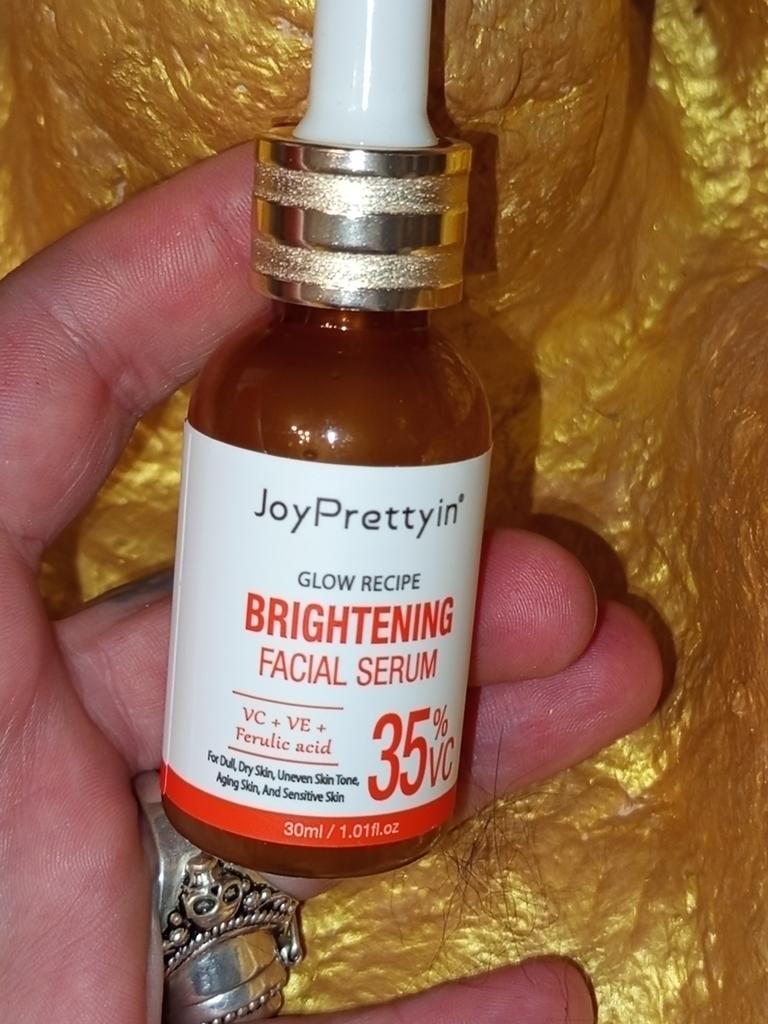 JoyPrettyin®
GLOW RECIPE
BRIGHTENING
FACIAL SERUM
VC + VE +
Ferulic acid
35% VC
For Dull, Dry Skin, Uneven Skin Tone,
Aging Skin, And Sensitive Skin
30ml / 1.01fl.oz